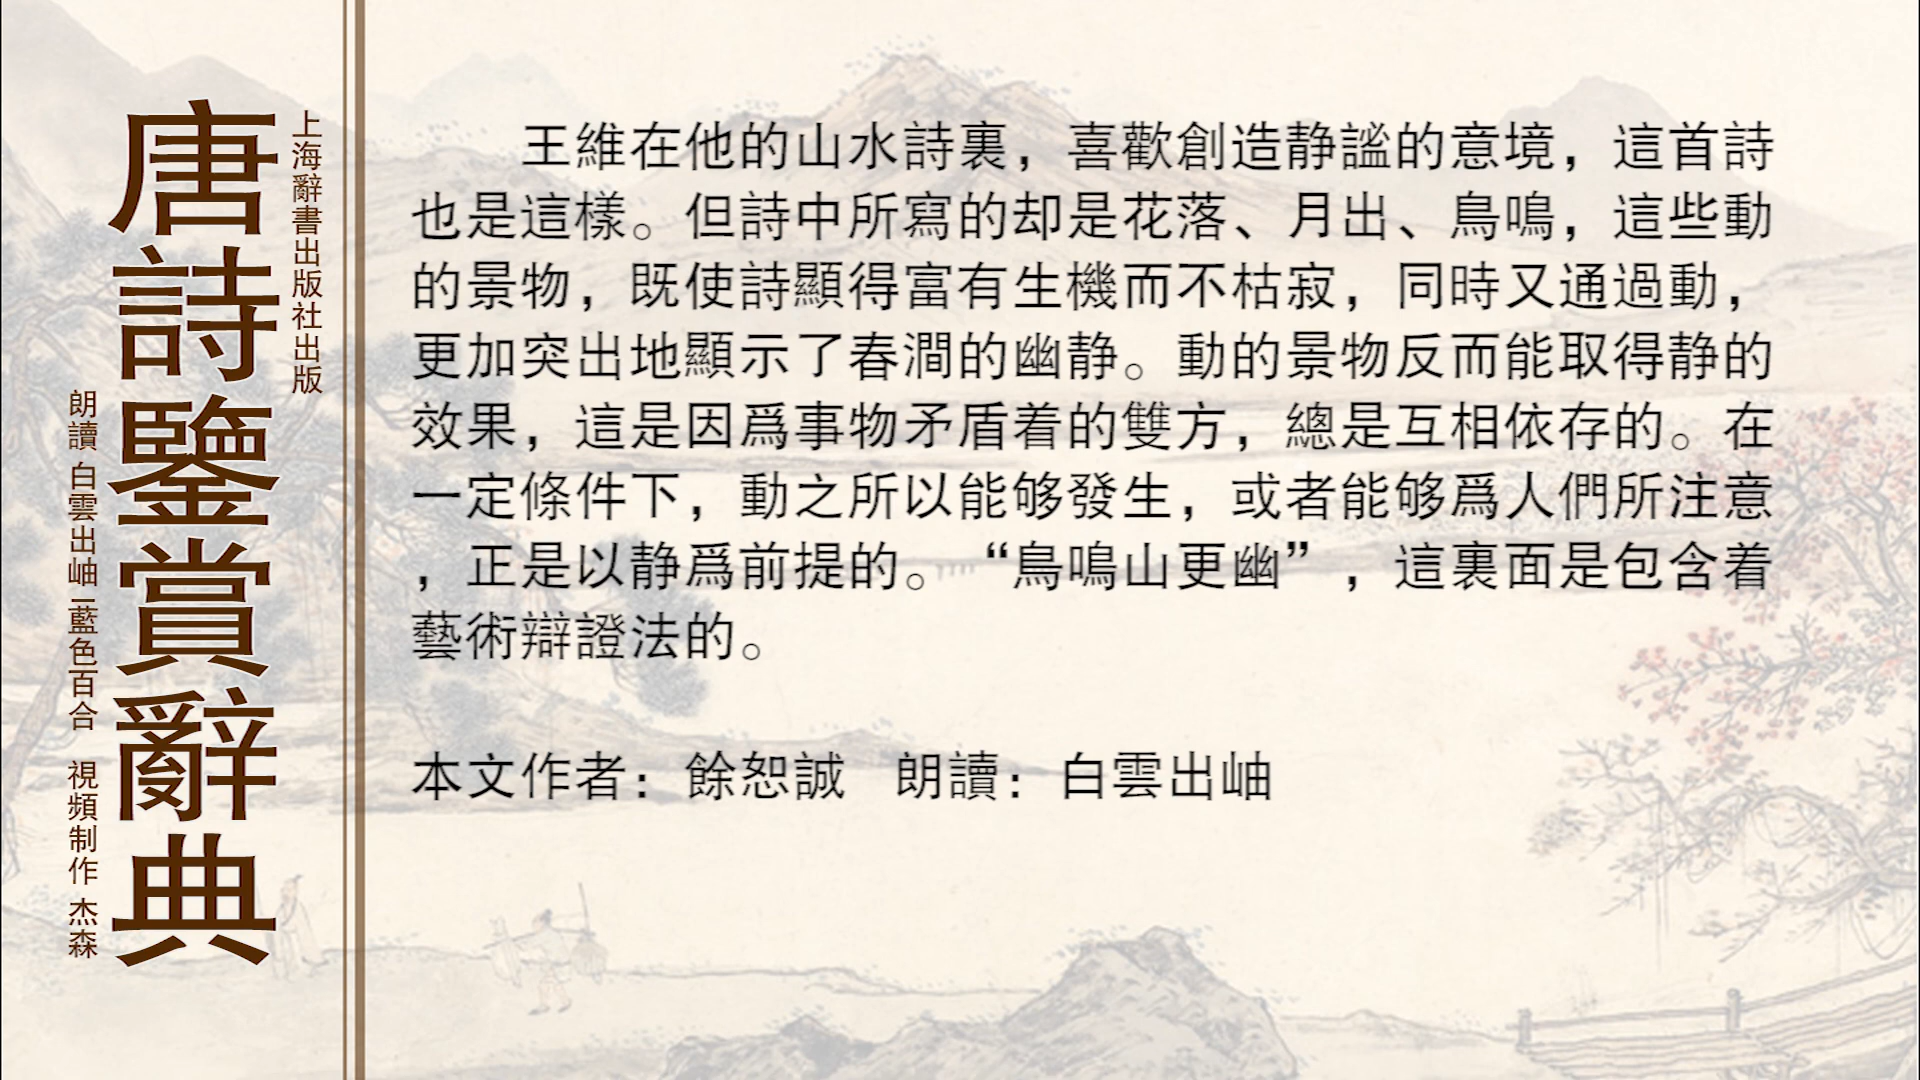 唐詩鑒賞辭典
上海辭書出版社出版
朗讀 白雲出岫_藍色百合 視頻制作 杰森
王維在他的山水詩裏，喜歡創造静謐的意境，這首詩
也是這樣。但詩中所寫的却是花落、月出、鳥鳴，這些動
的景物，既使詩顯得富有生機而不枯寂，同時又通過動，
更加突出地顯示了春澗的幽静。動的景物反而能取得静的
效果，這是因爲事物矛盾着的雙方，總是互相依存的。在
一定條件下，動之所以能够發生，或者能够爲人們所注意
，正是以静爲前提的。“鳥鳴山更幽”，這裏面是包含着
藝術辯證法的。
本文作者：餘恕誠 朗讀：白雲出岫